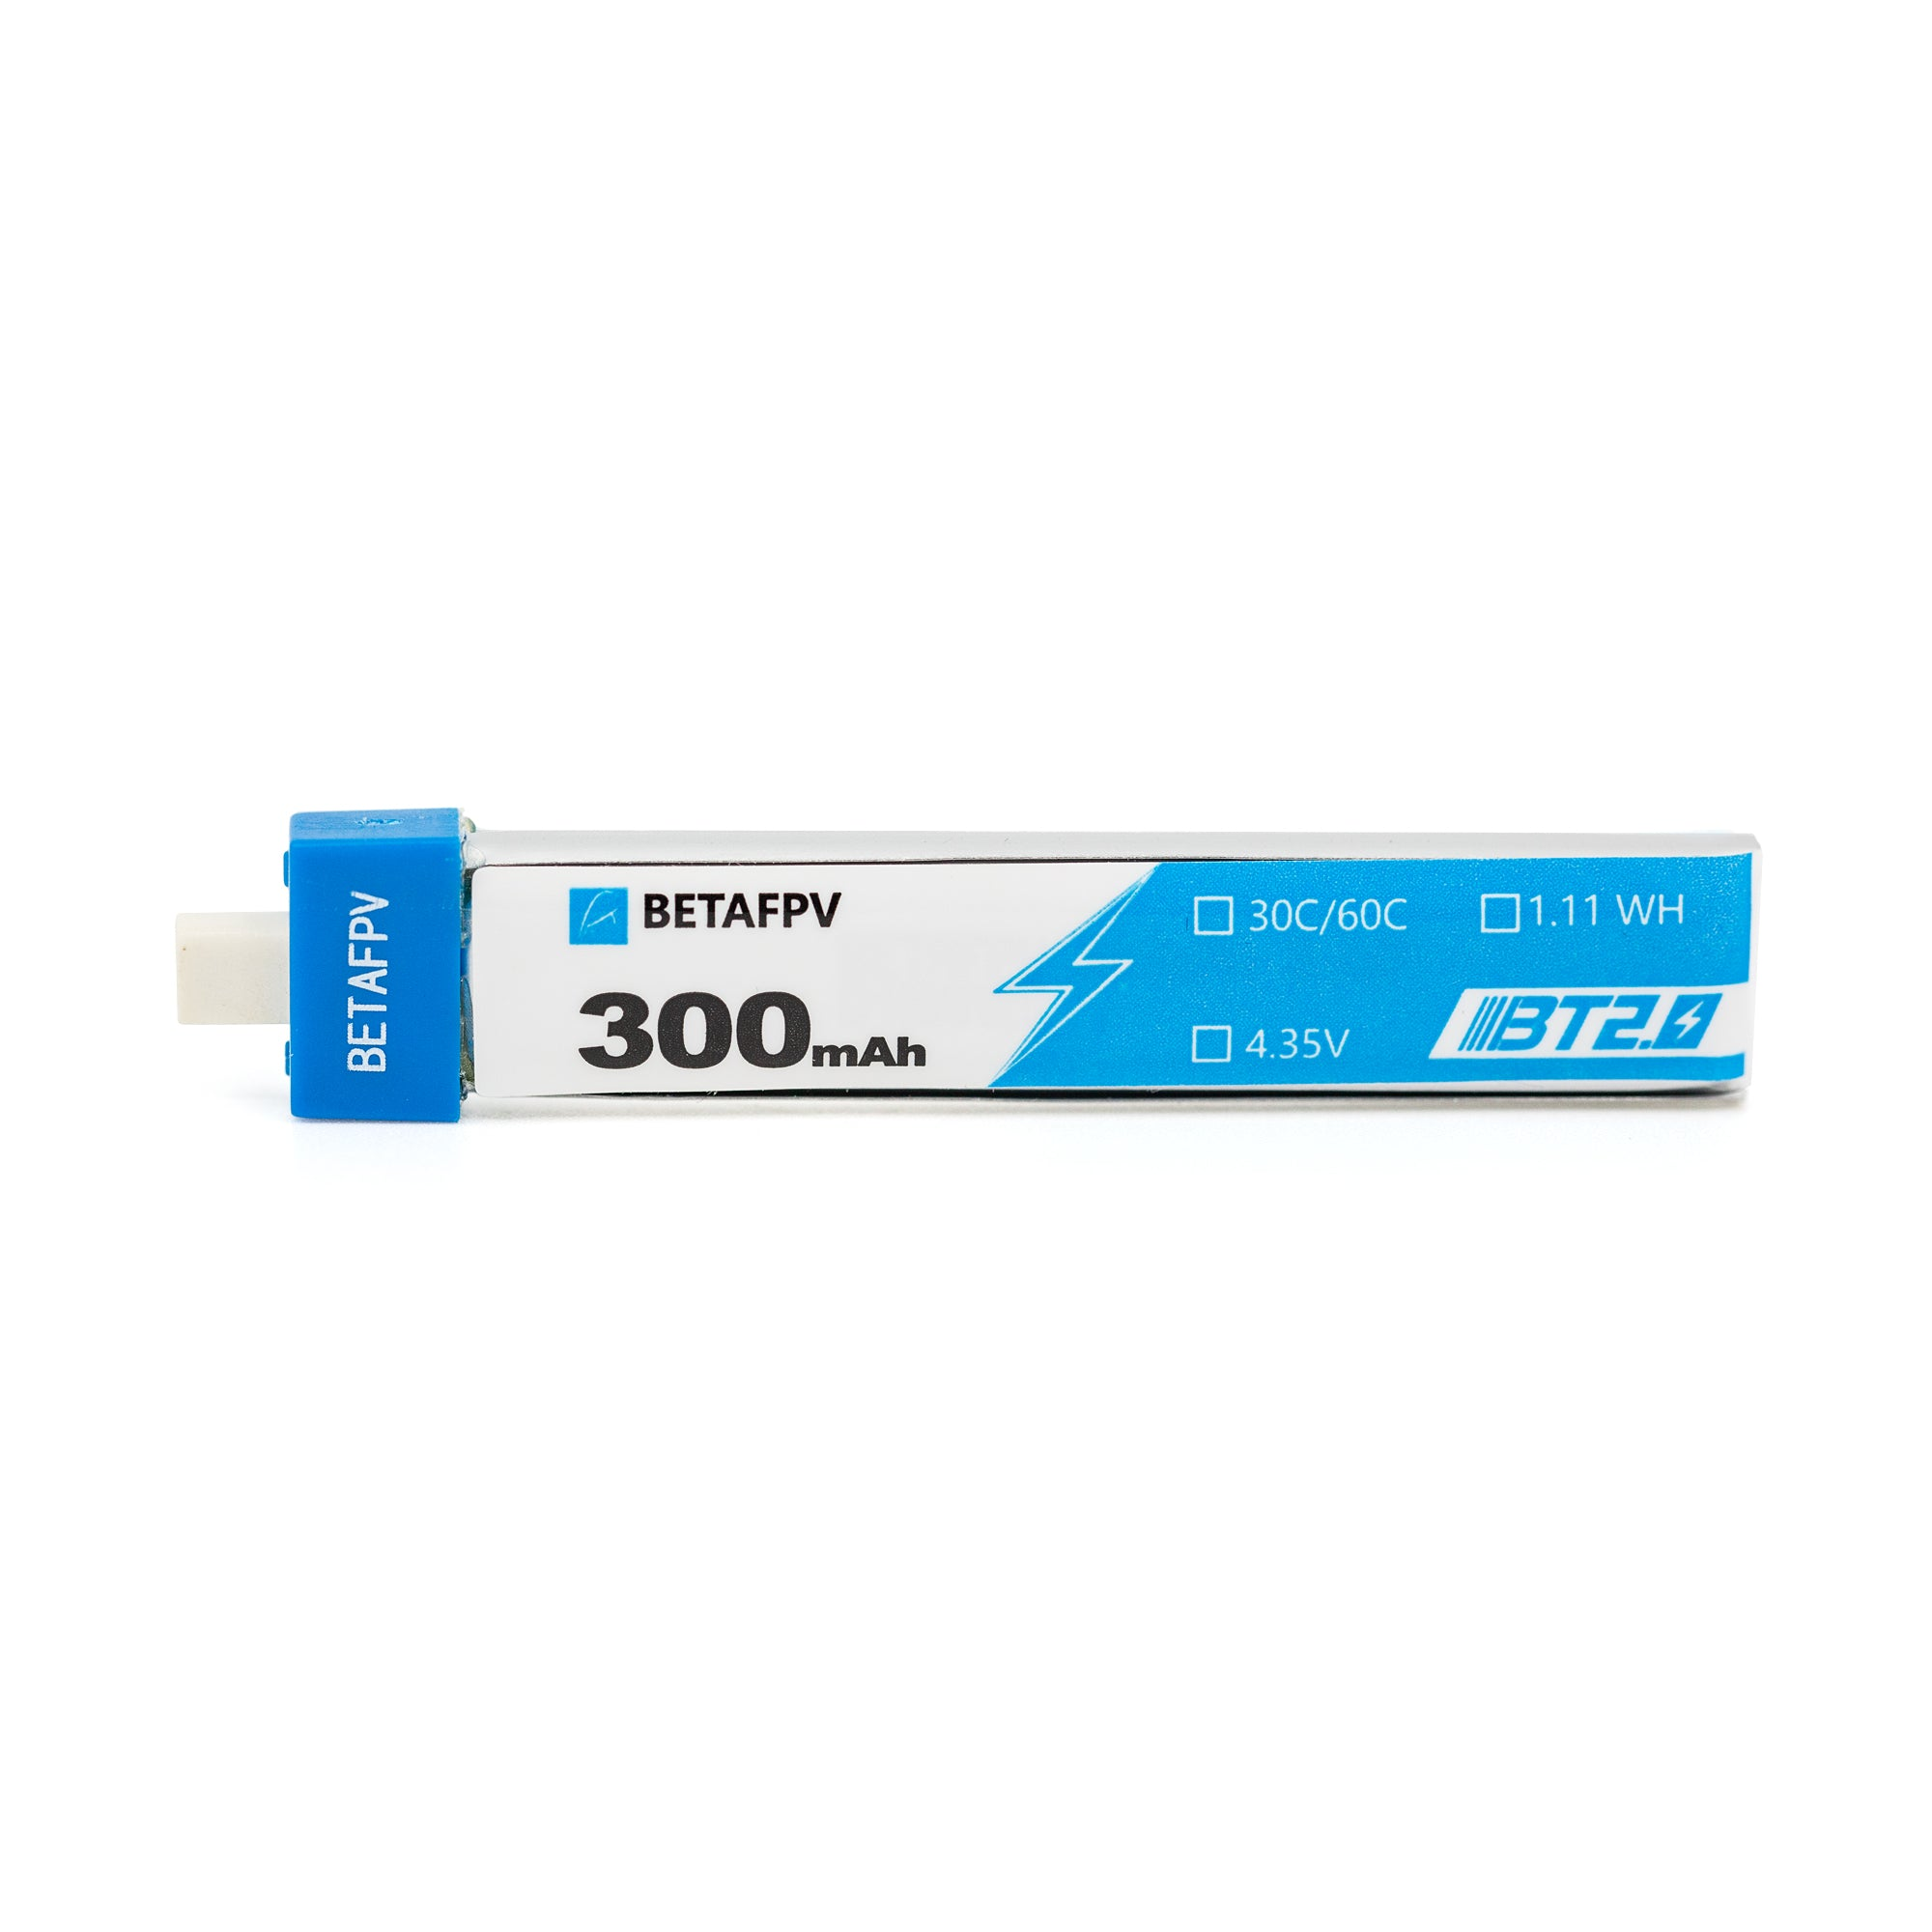 BETAFPV
BETAFPV
300mAh
30C/60C
1.11 WH
4.35V
BT2.0